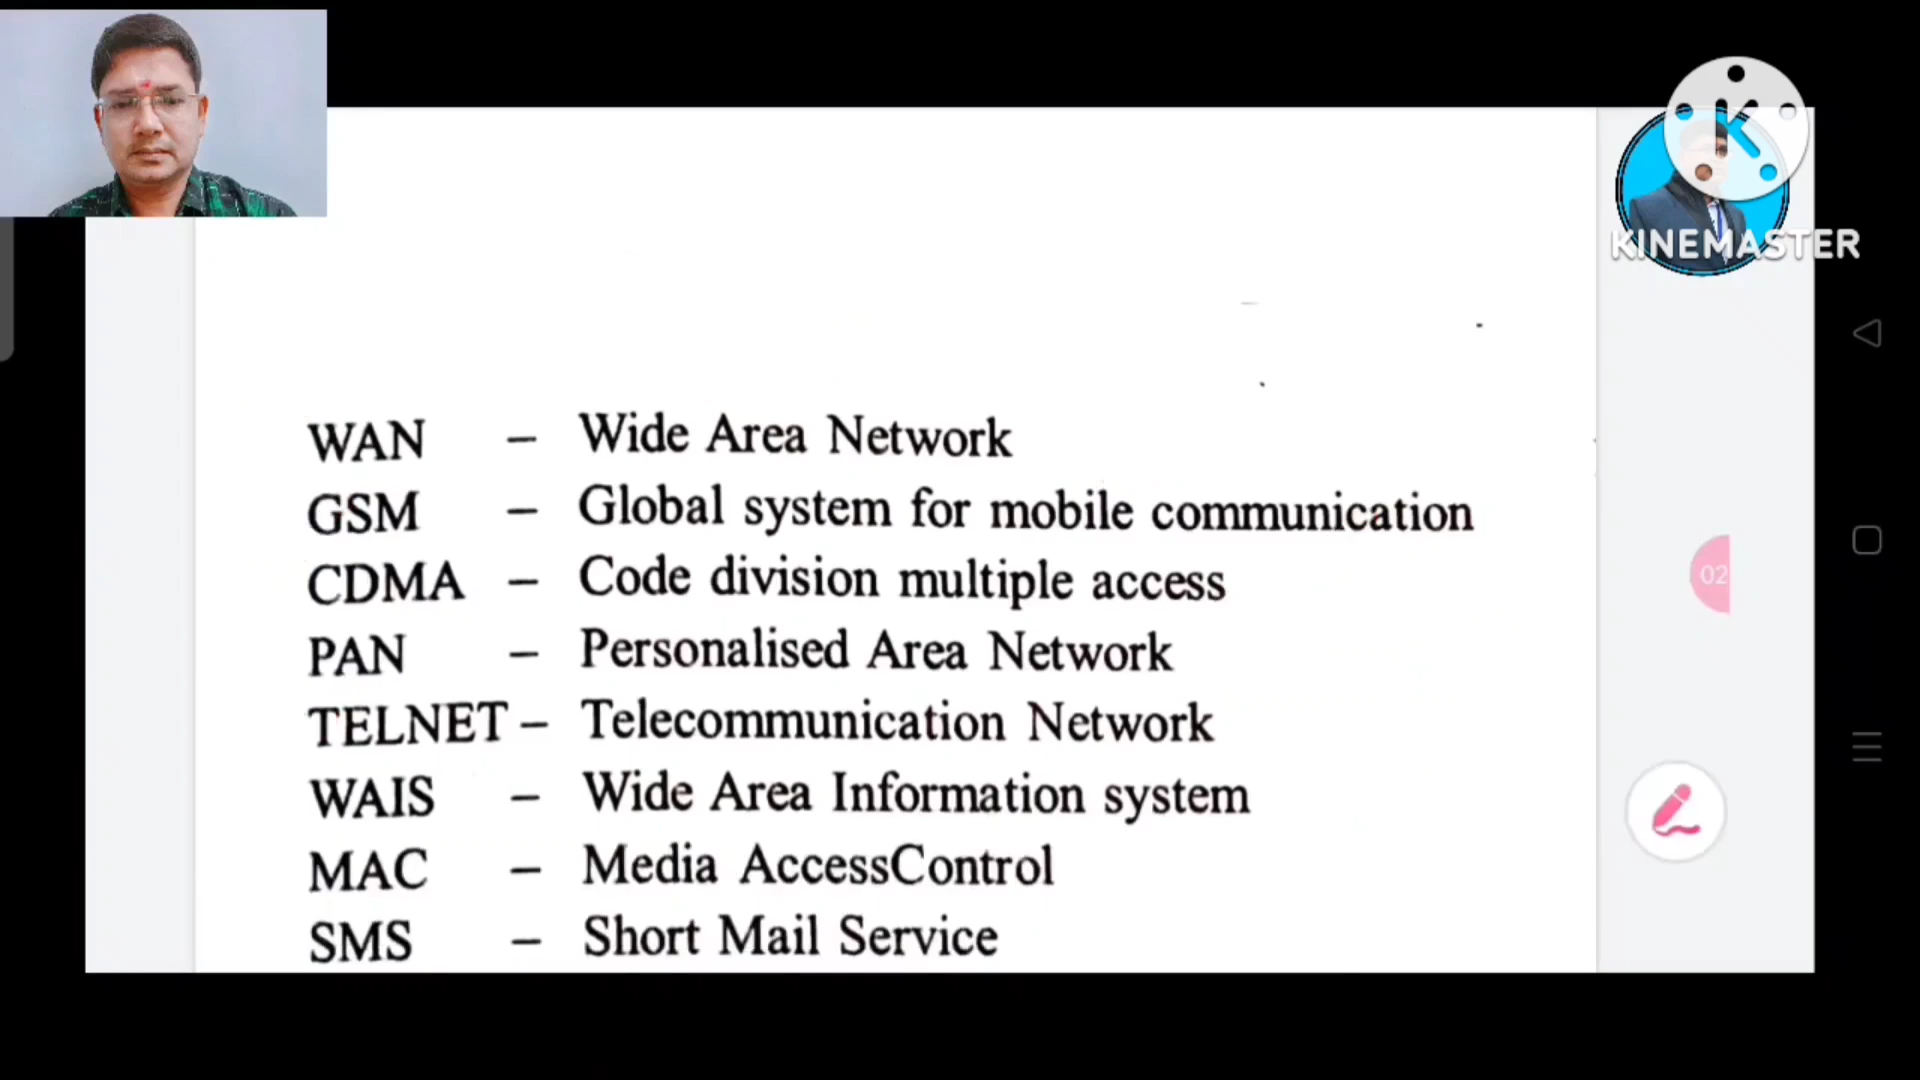 KINEMASTER
WAN – Wide Area Network
GSM – Global system for mobile communication
CDMA – Code division multiple access
PAN – Personalised Area Network
02
TELNET – Telecommunication Network
WAIS – Wide Area Information system
MAC – Media AccessControl
SMS – Short Mail Service